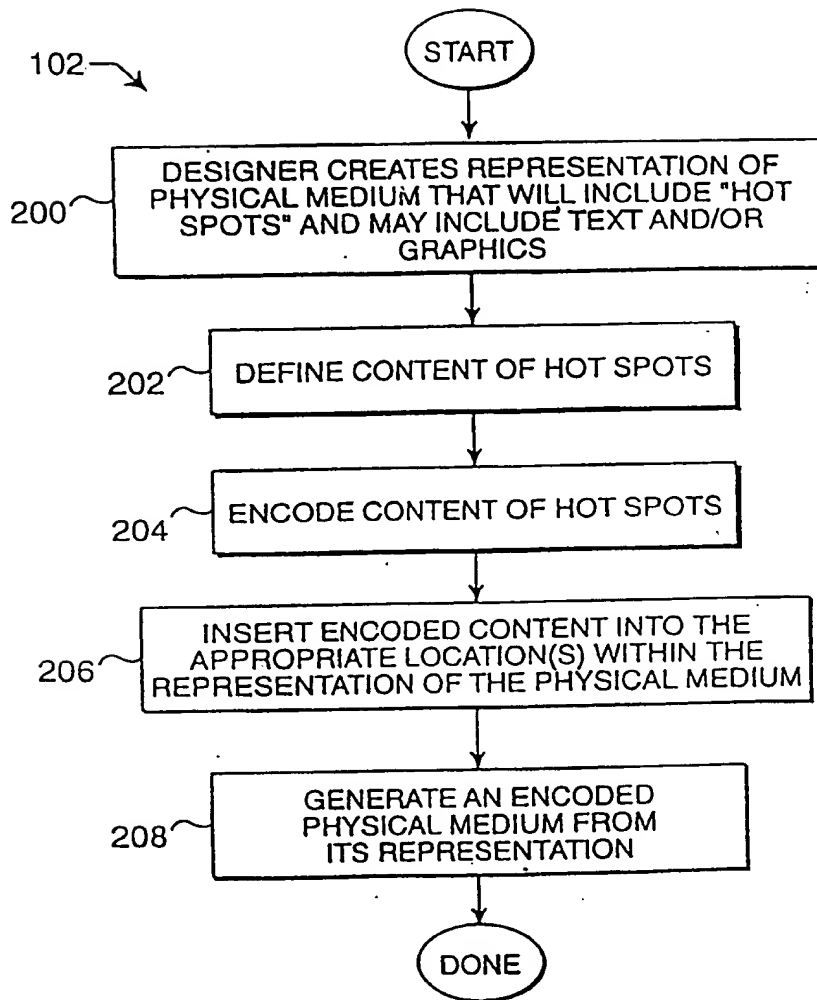 START
102
DESIGNER CREATES REPRESENTATION OF
PHYSICAL MEDIUM THAT WILL INCLUDE "HOT
SPOTS" AND MAY INCLUDE TEXT AND/OR
GRAPHICS
200
DEFINE CONTENT OF HOT SPOTS
202
ENCODE CONTENT OF HOT SPOTS
204
INSERT ENCODED CONTENT INTO THE
APPROPRIATE LOCATION(S) WITHIN THE
REPRESENTATION OF THE PHYSICAL MEDIUM
206
GENERATE AN ENCODED
PHYSICAL MEDIUM FROM
ITS REPRESENTATION
208
DONE